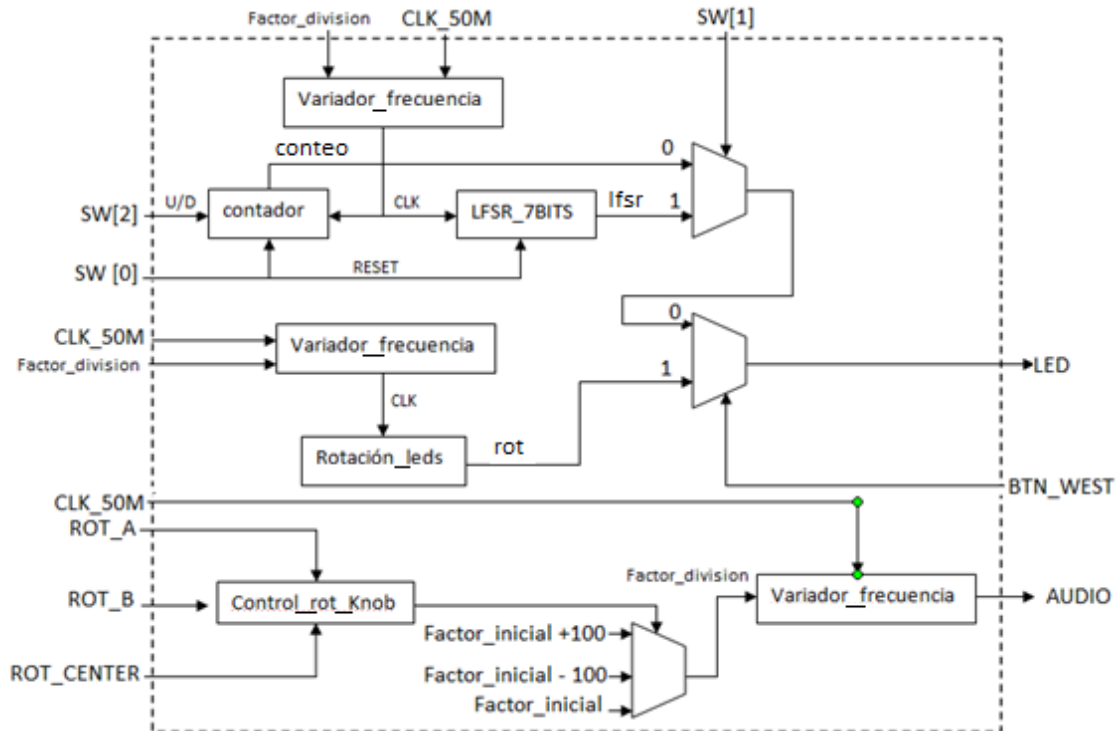 Factor_division
CLK_50M
SW[1]
Variador_frecuencia
conteo
0
SW[2]
U/D
contador
CLK
LFSR_7BITS
lfsr
1
SW [0]
RESET
CLK_50M
Factor_division
Variador_frecuencia
0
1
LED
CLK
Rotación_leds
rot
BTN_WEST
CLK_50M
ROT_A
ROT_B
Control_rot_Knob
ROT_CENTER
Factor_division
Variador_frecuencia
AUDIO
Factor_inicial +100
Factor_inicial - 100
Factor_inicial